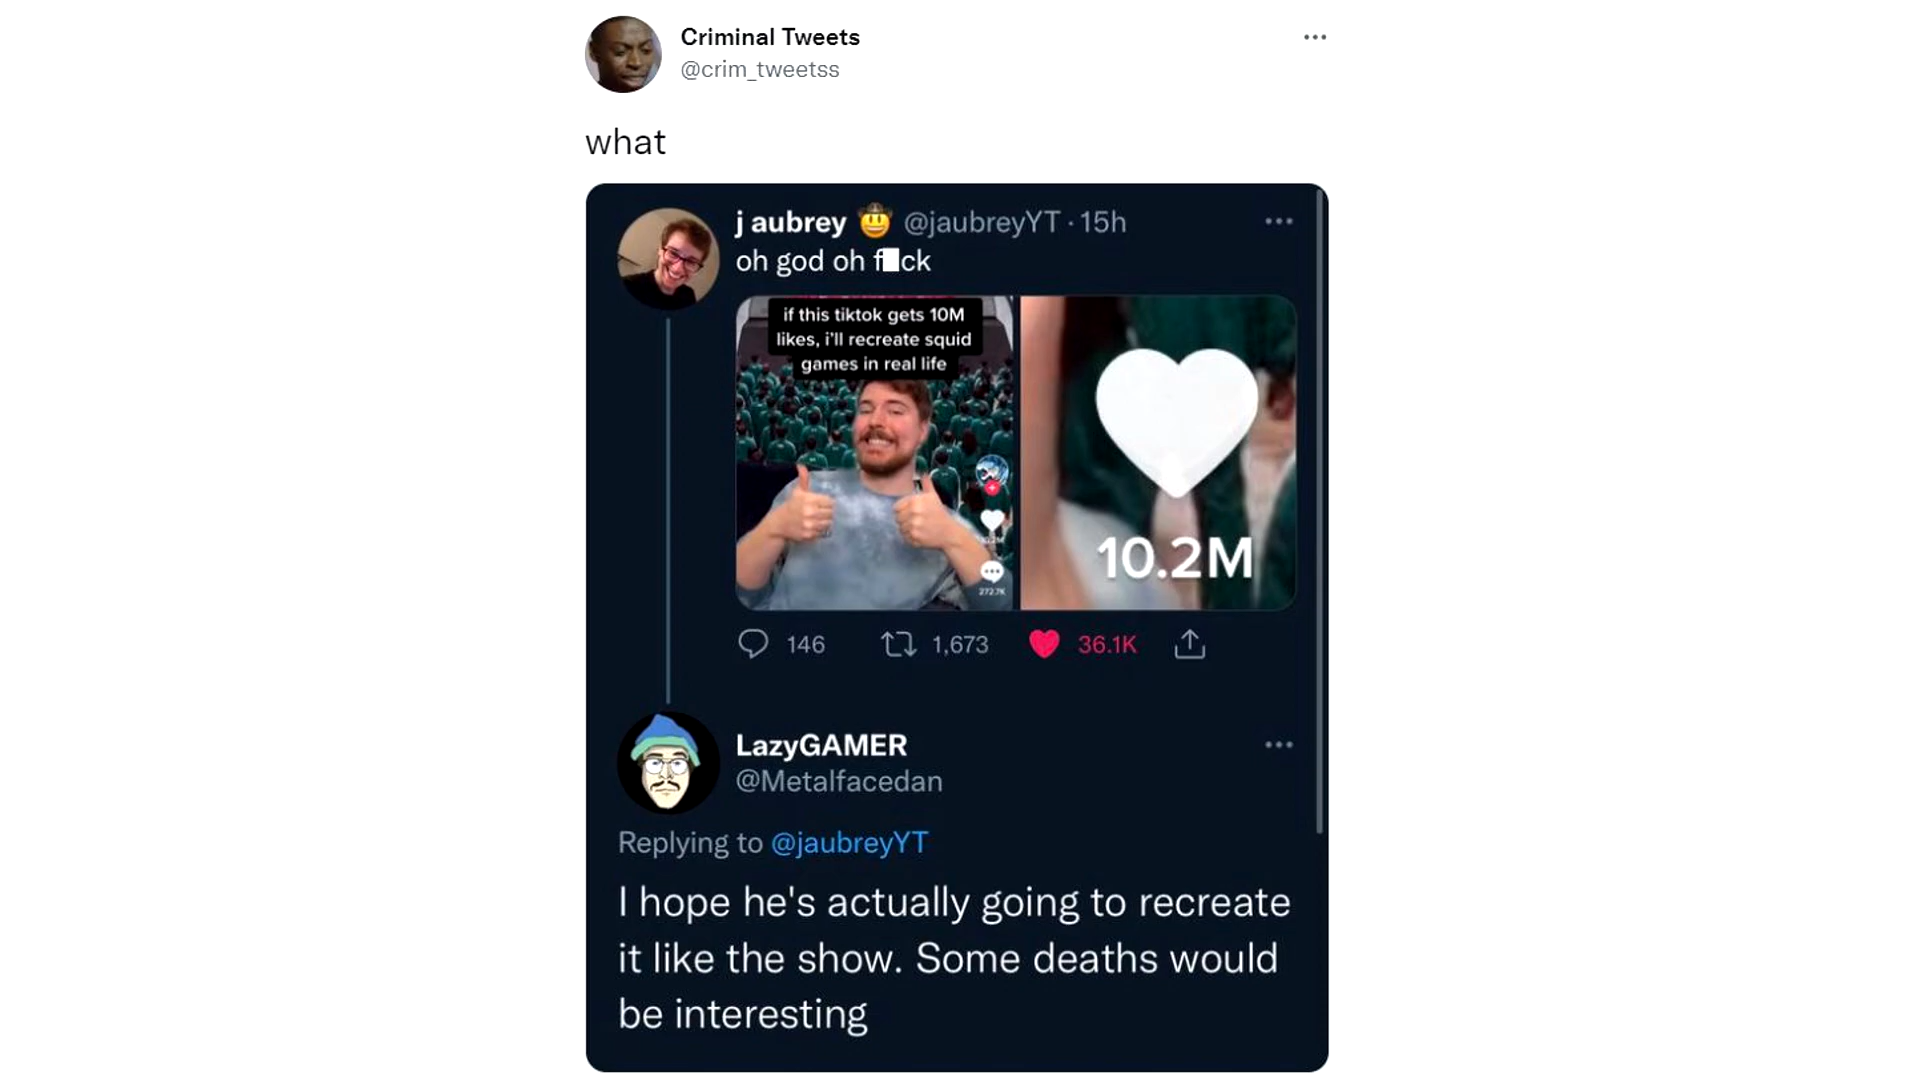 Criminal Tweets
@crim_tweetss
what
j aubrey 🤠 @jaubreyYT · 15h
oh god oh f█ck
if this tiktok gets 10M
likes, i'll recreate squid
games in real life
272.7K
10.2M
146 1,673 36.1K
LazyGAMER
@Metalfacedan
Replying to @jaubreyYT
I hope he's actually going to recreate
it like the show. Some deaths would
be interesting